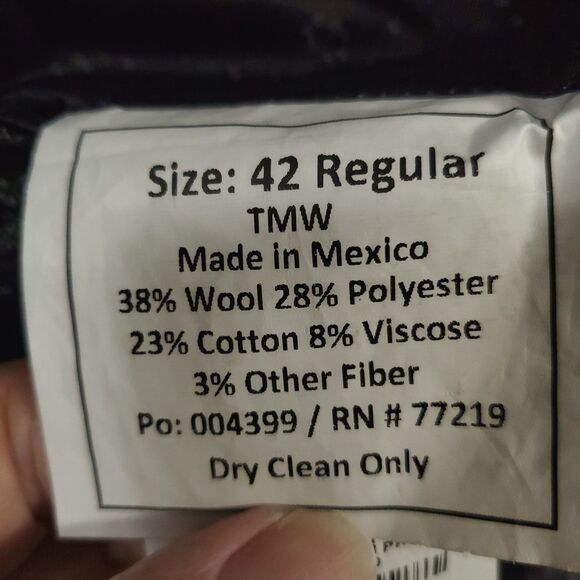 Size: 42 Regular
TMW
Made in Mexico
38% Wool 28% Polyester
23% Cotton 8% Viscose
3% Other Fiber
Po: 004399 / RN # 77219
Dry Clean Only